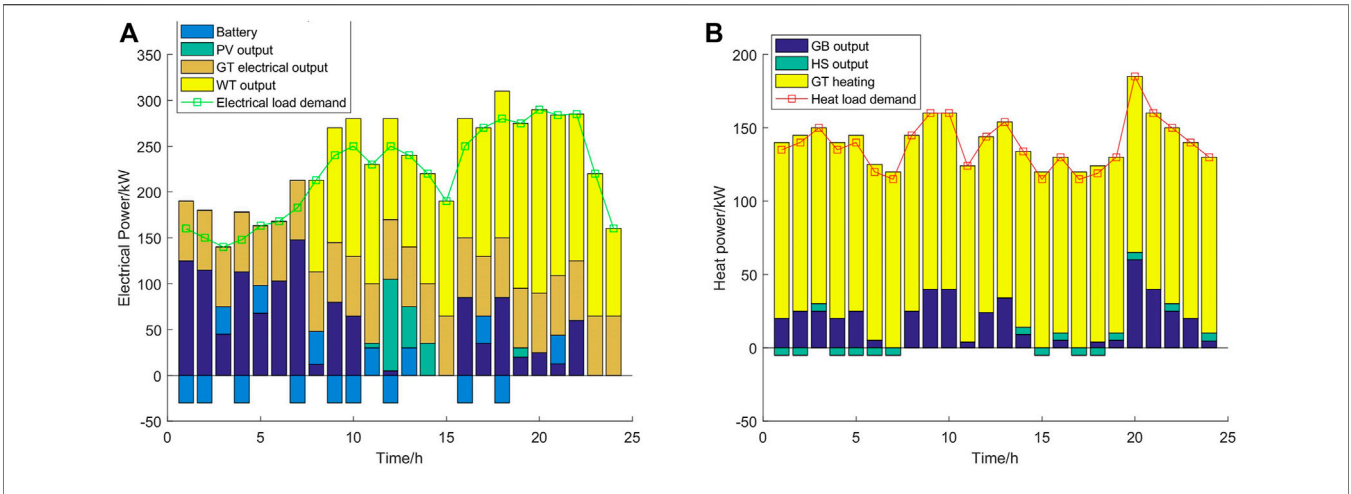 A
Battery
PV output
GT electrical output
WT output
Electrical load demand
350
300
250
200
150
100
50
0
-50
Electrical Power/kW
0 5 10 15 20 25
Time/h
B
GB output
HS output
GT heating
Heat load demand
200
150
100
50
0
-50
Heat power/kW
0 5 10 15 20 25
Time/h